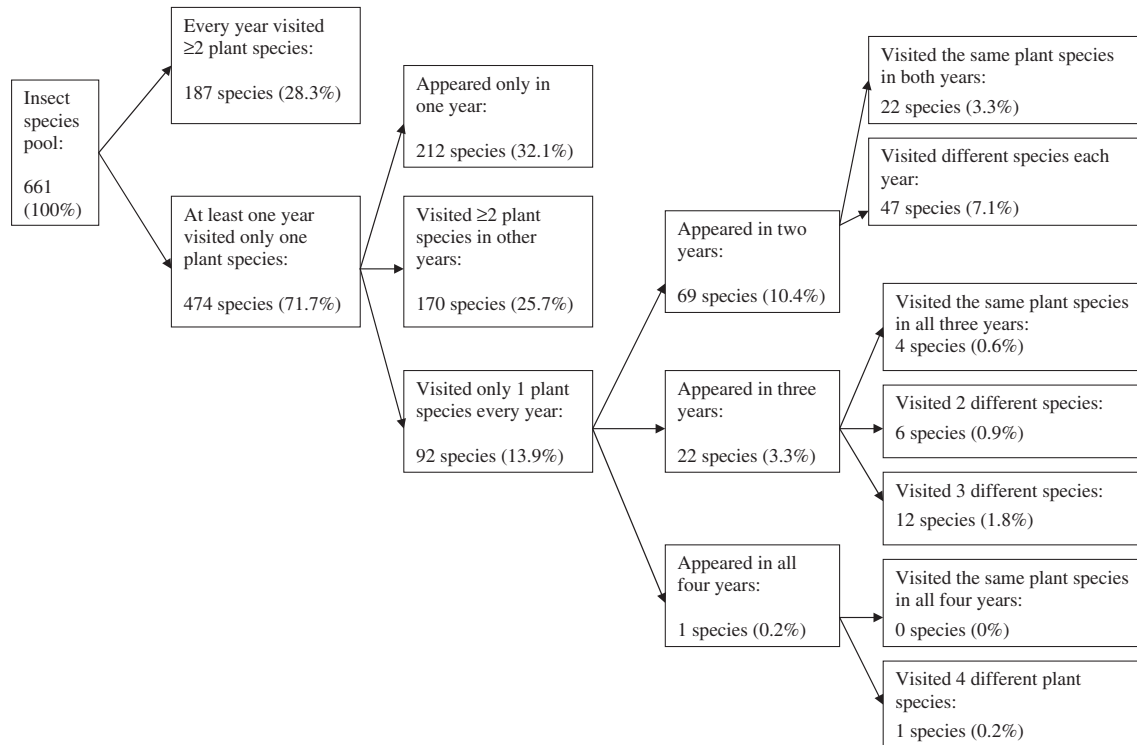 Insect
species
pool:
661
(100%)
Every year visited
≥2 plant species:
187 species (28.3%)
At least one year
visited only one
plant species:
474 species (71.7%)
Appeared only in
one year:
212 species (32.1%)
Visited ≥2 plant
species in other
years:
170 species (25.7%)
Visited only 1 plant
species every year:
92 species (13.9%)
Appeared in two
years:
69 species (10.4%)
Appeared in three
years:
22 species (3.3%)
Appeared in all
four years:
1 species (0.2%)
Visited the same plant species
in both years:
22 species (3.3%)
Visited different species each
year:
47 species (7.1%)
Visited the same plant species
in all three years:
4 species (0.6%)
Visited 2 different species:
6 species (0.9%)
Visited 3 different species:
12 species (1.8%)
Visited the same plant species
in all four years:
0 species (0%)
Visited 4 different plant
species:
1 species (0.2%)